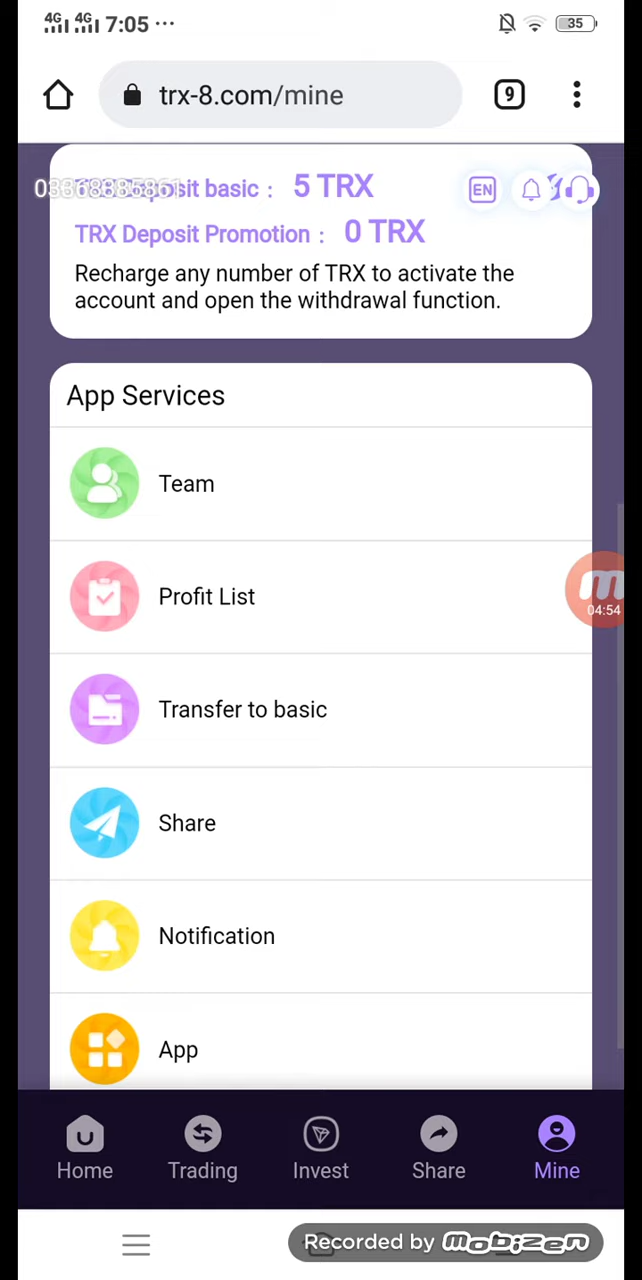 4G 4G 7:05 ... 35
trx-8.com/mine 9
5 TRX EN
TRX Deposit Promotion : 0 TRX
Recharge any number of TRX to activate the
account and open the withdrawal function.
App Services
Team
Profit List
04:54
Transfer to basic
Share
Notification
App
Home Trading Invest Share Mine
Recorded by mobizen